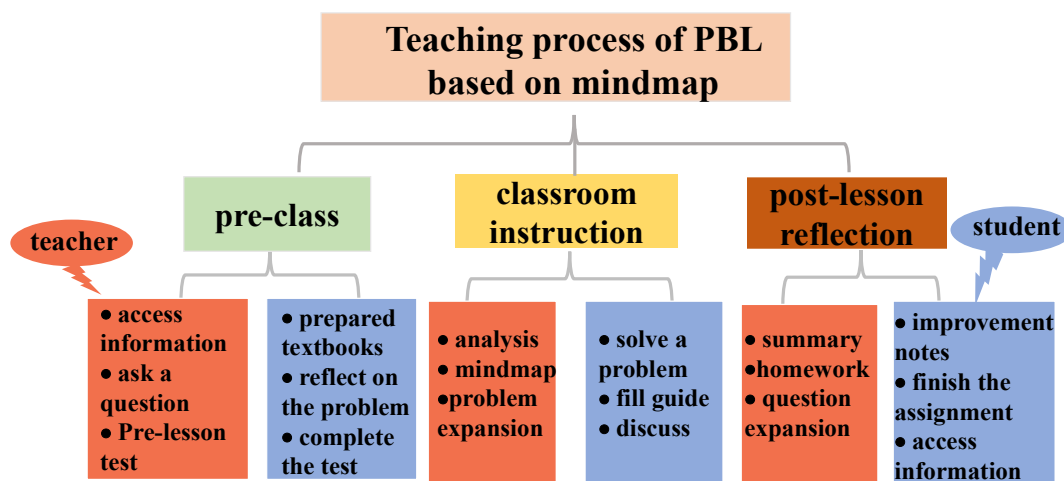 Teaching process of PBL
based on mindmap
pre-class
classroom
instruction
post-lesson
reflection
teacher
student
• access
information
• ask a
question
• Pre-lesson
test
• prepared
textbooks
• reflect on
the problem
• complete
the test
• analysis
• mindmap
•problem
expansion
• solve a
problem
• fill guide
• discuss
• summary
•homework
• question
expansion
• improvement
notes
• finish the
assignment
• access
information